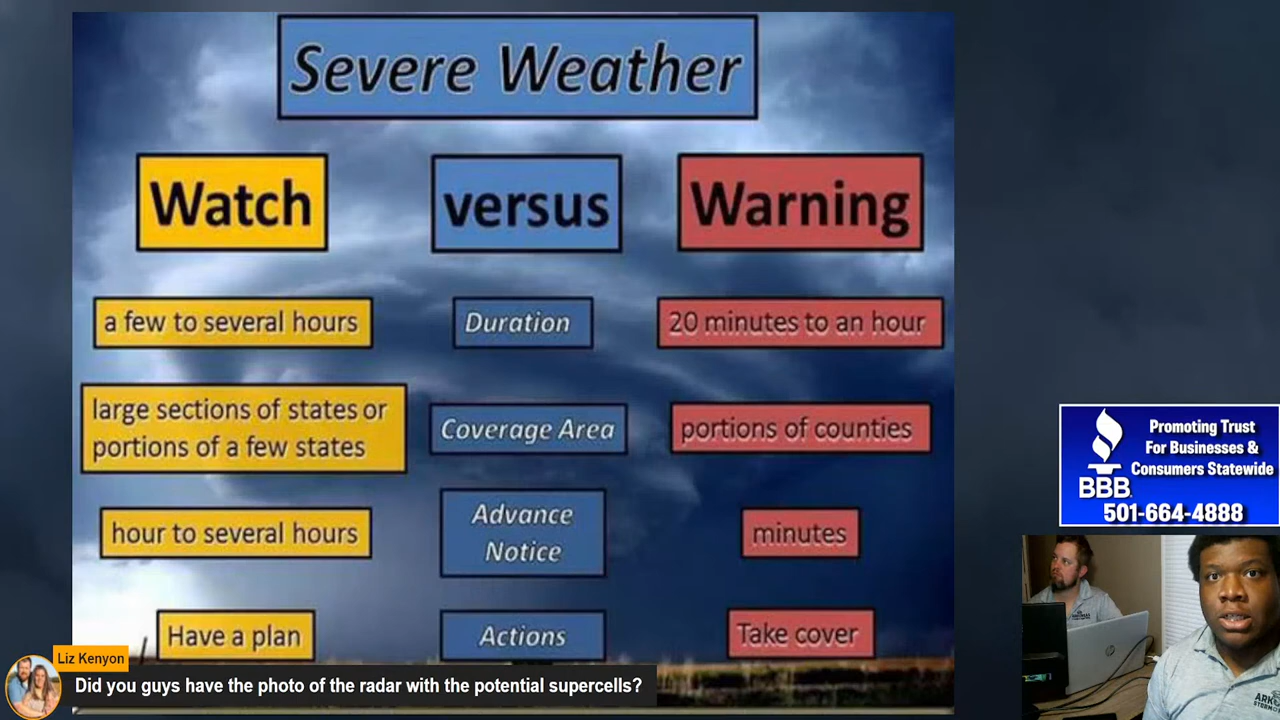 Severe Weather
Watch
versus
Warning
a few to several hours
Duration
20 minutes to an hour
large sections of states or
portions of a few states
Coverage Area
portions of counties
hour to several hours
Advance
Notice
minutes
Have a plan
Actions
Take cover
Promoting Trust
For Businesses &
Consumers Statewide
BBB
501-664-4888
Liz Kenyon
Did you guys have the photo of the radar with the potential supercells?
hp